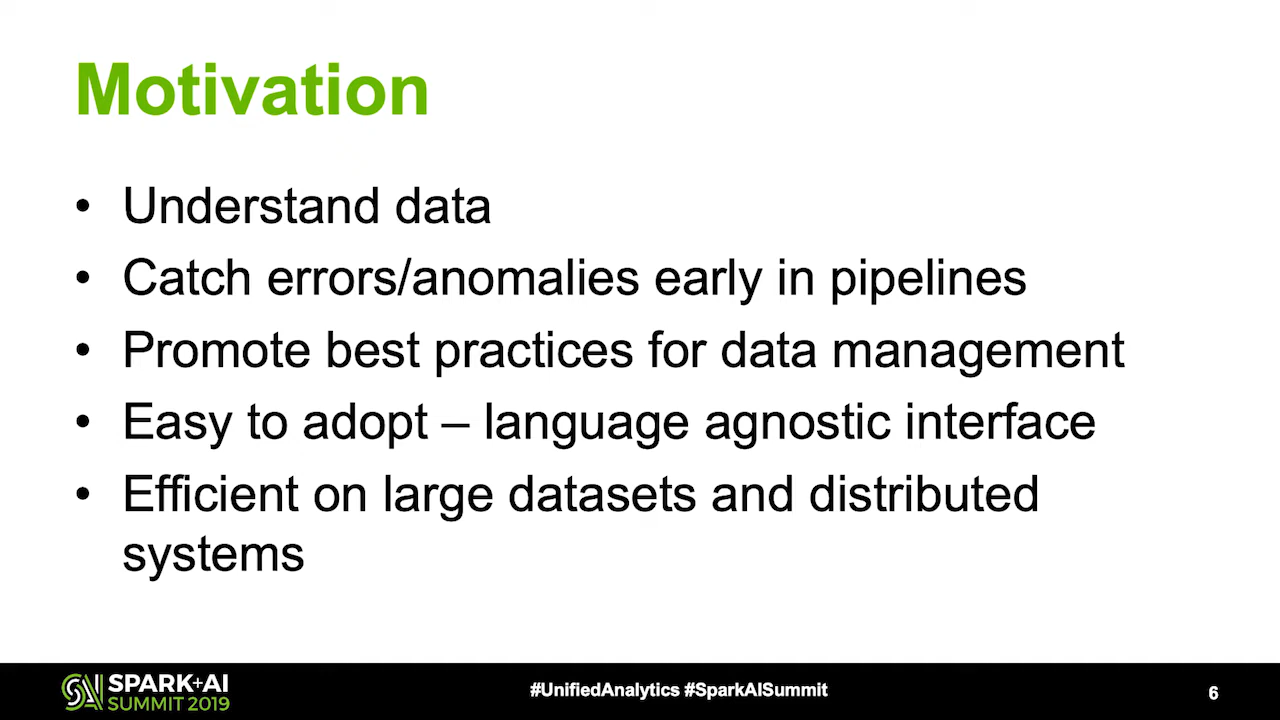 Motivation
• Understand data
• Catch errors/anomalies early in pipelines
• Promote best practices for data management
• Easy to adopt – language agnostic interface
• Efficient on large datasets and distributed
systems
SPARK+AI
SUMMIT 2019
#UnifiedAnalytics #SparkAISummit
6